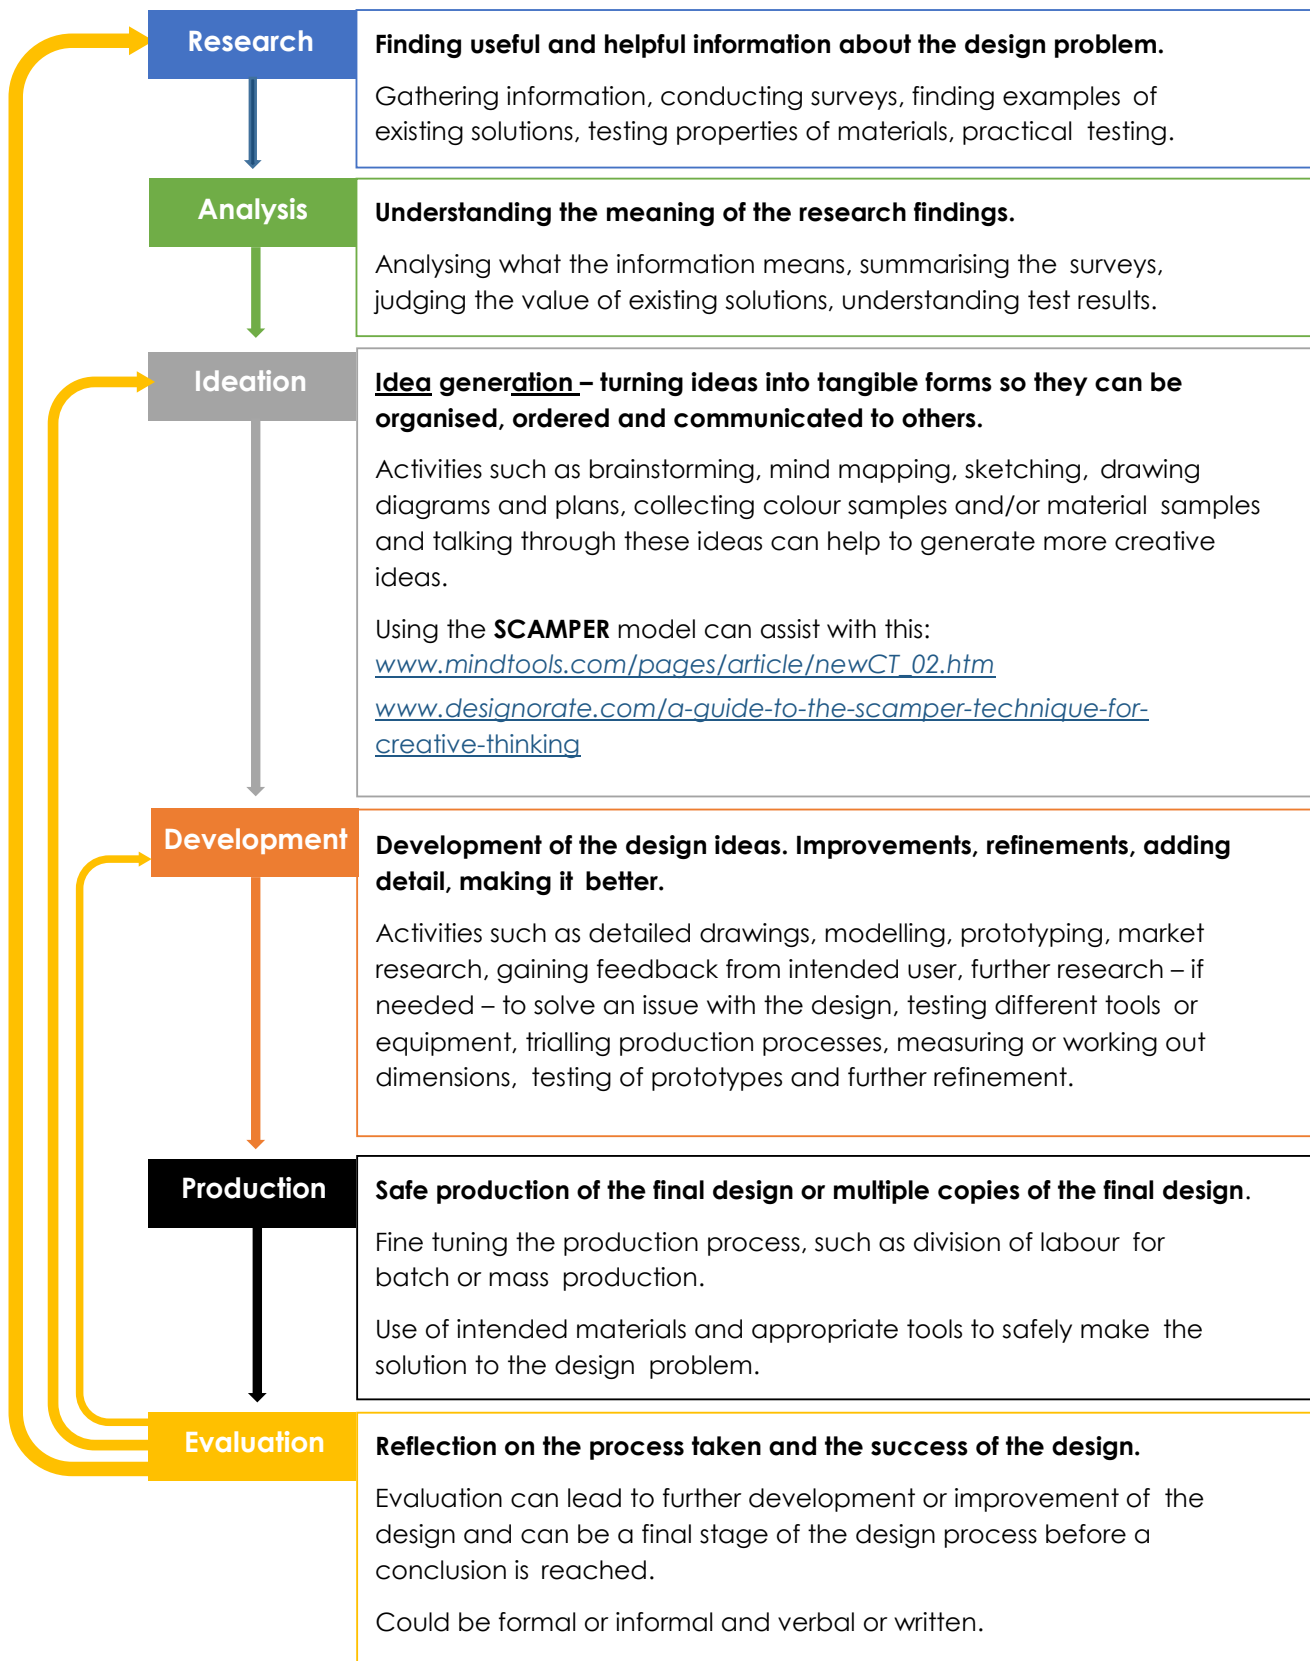 Research
Finding useful and helpful information about the design problem.
Gathering information, conducting surveys, finding examples of
existing solutions, testing properties of materials, practical testing.
Analysis
Understanding the meaning of the research findings.
Analysing what the information means, summarising the surveys,
judging the value of existing solutions, understanding test results.
Ideation
Idea generation – turning ideas into tangible forms so they can be
organised, ordered and communicated to others.
Activities such as brainstorming, mind mapping, sketching, drawing
diagrams and plans, collecting colour samples and/or material samples
and talking through these ideas can help to generate more creative
ideas.
Using the SCAMPER model can assist with this:
www.mindtools.com/pages/article/newCT_02.htm
www.designorate.com/a-guide-to-the-scamper-technique-for-
creative-thinking
Development
Development of the design ideas. Improvements, refinements, adding
detail, making it better.
Activities such as detailed drawings, modelling, prototyping, market
research, gaining feedback from intended user, further research – if
needed – to solve an issue with the design, testing different tools or
equipment, trialling production processes, measuring or working out
dimensions, testing of prototypes and further refinement.
Production
Safe production of the final design or multiple copies of the final design.
Fine tuning the production process, such as division of labour for
batch or mass production.
Use of intended materials and appropriate tools to safely make the
solution to the design problem.
Evaluation
Reflection on the process taken and the success of the design.
Evaluation can lead to further development or improvement of the
design and can be a final stage of the design process before a
conclusion is reached.
Could be formal or informal and verbal or written.